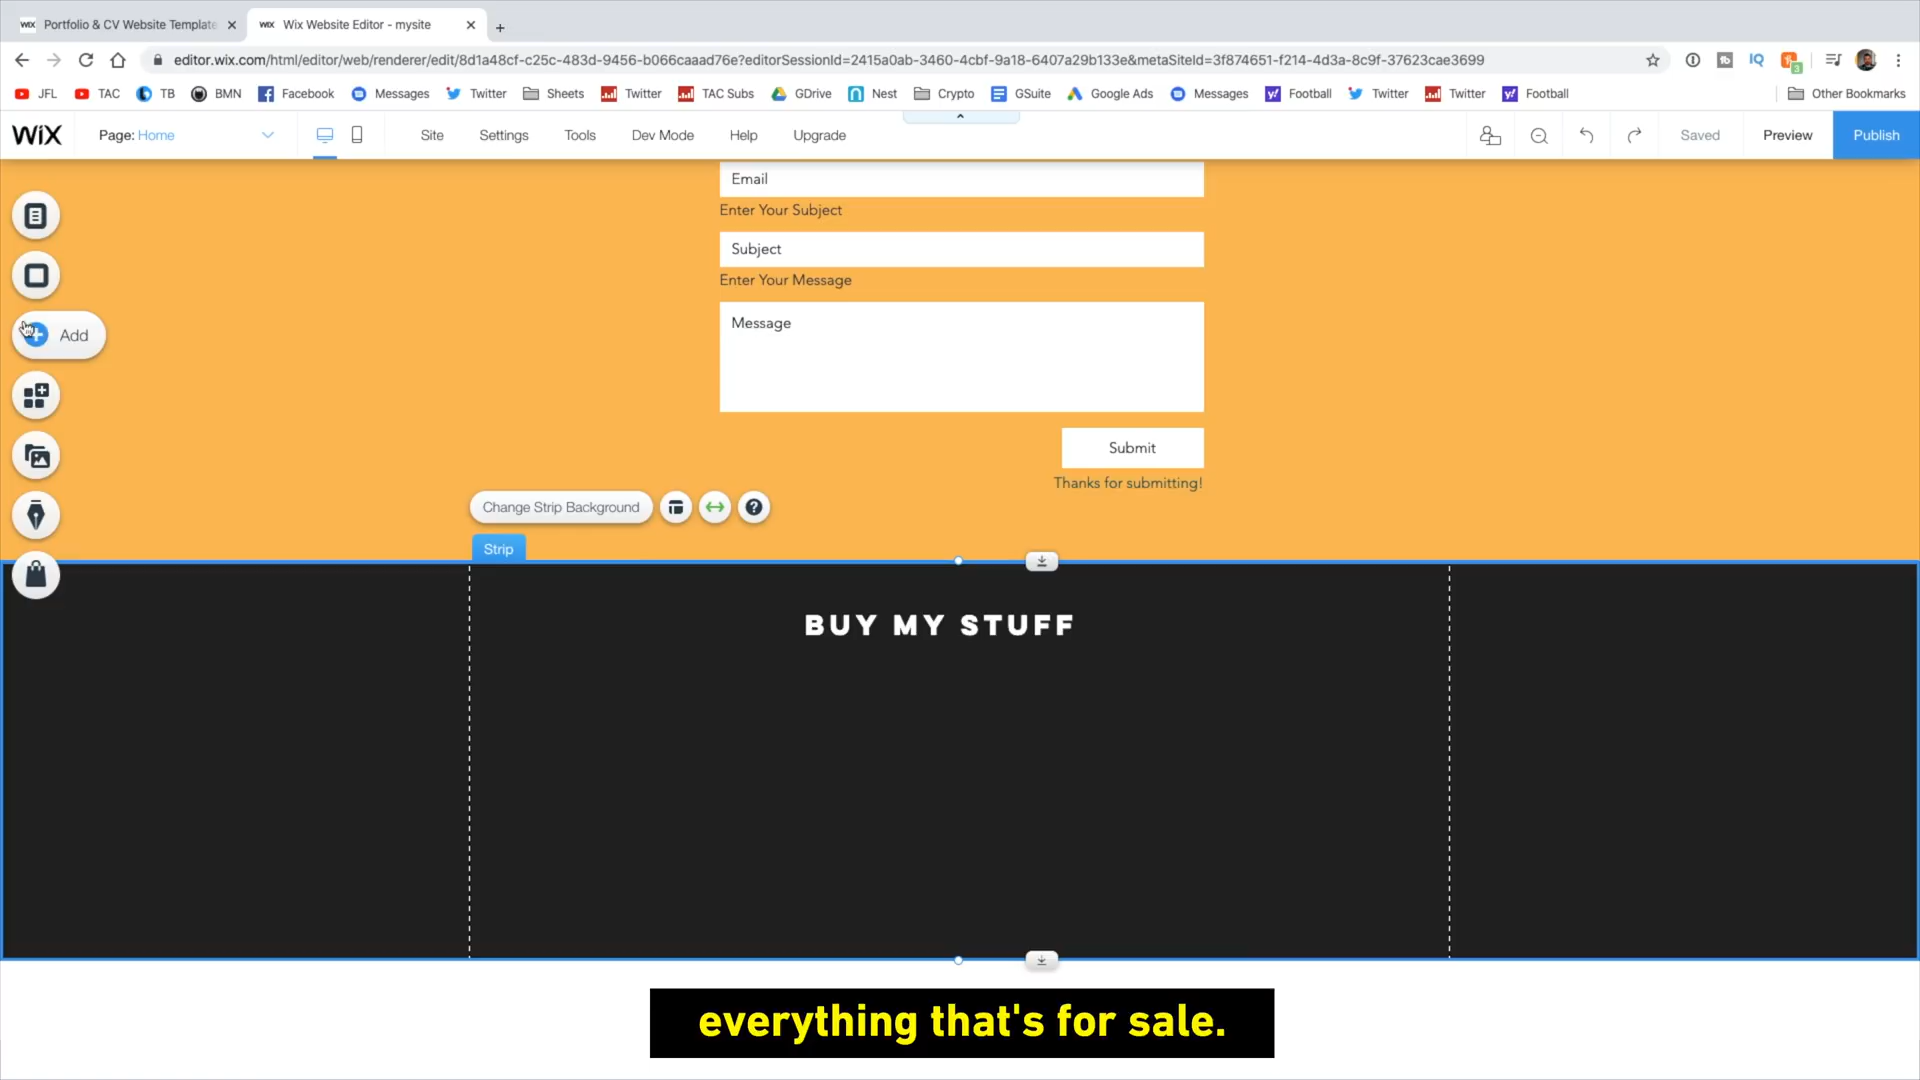 WIX Portfolio & CV Website Template
WIX Wix Website Editor - mysite
editor.wix.com/html/editor/web/renderer/edit/8d1a48cf-c25c-483d-9456-b066caaad76e?editorSessionId=2415a0ab-3460-4cbf-9a18-6407a29b133e&metaSiteId=3f874651-f214-4d3a-8c9f-37623cae3699
IQ
3
JFL TAC TB BMN Facebook Messages Twitter Sheets Twitter TAC Subs GDrive Nest Crypto GSuite Google Ads Messages Football Twitter Twitter Football Other Bookmarks
WiX Page: Home Site Settings Tools Dev Mode Help Upgrade Saved Preview Publish
Email
Enter Your Subject
Subject
Enter Your Message
Add
Message
Submit
Thanks for submitting!
Change Strip Background
Strip
BUY MY STUFF
everything that's for sale.